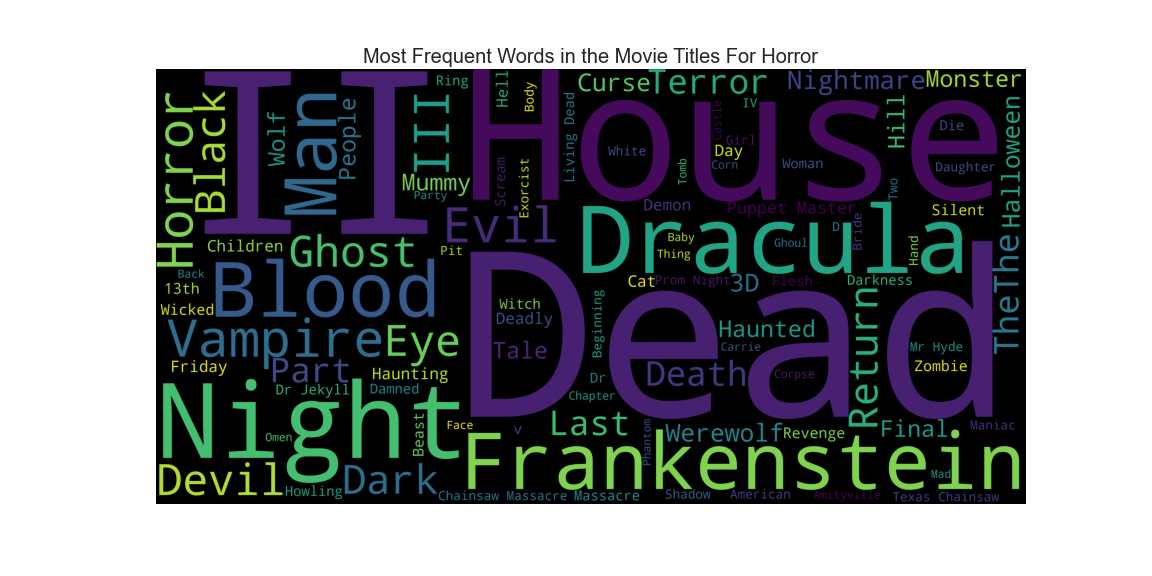 Most Frequent Words in the Movie Titles For Horror
II
House
Dead
Night
Frankenstein
Dracula
Blood
Man
Horror
Black
Wolf
People
III
Ring
Hell
Body
Curse
Terror
Nightmare
Monster
Living Dead
IV
Castle
Girl
Hill
Die
Halloween
Mummy
Party
Scream
Exorcist
White
Tomb
Day
Corn
Woman
Daughter
Two
Evil
Demon
Puppet Master
Silent
Children
Ghost
Pit
Baby
Thing
Ghoul
D
Bride
Hand
TheThe
Back
13th
Wicked
Cat
Prom Night
3D
Flesh
Darkness
Vampire
Eye
Witch
Deadly
Beginning
Haunted
Return
Mr Hyde
Carrie
Tale
Friday
Part
Haunting
Death
Corpse
Zombie
Dr Jekyll
Damned
Dr
Chapter
Omen
Beast
Face
v
Last
Phantom
Werewolf
Revenge
Final
Maniac
Devil
Howling
Dark
Mad
Chainsaw Massacre
Massacre
Shadow
American
Amityville
Texas Chainsaw